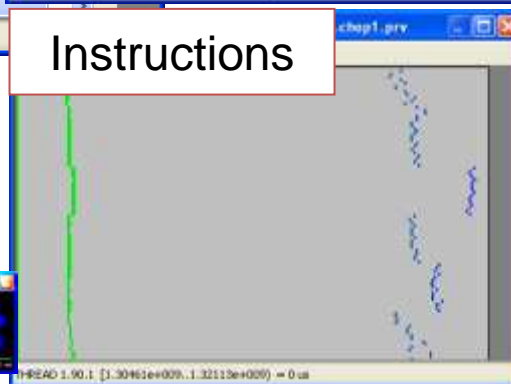 .chop1.prv
Instructions
THREAD 1.90.1 [1.30461e+009..1.32113e+009) = 0 us